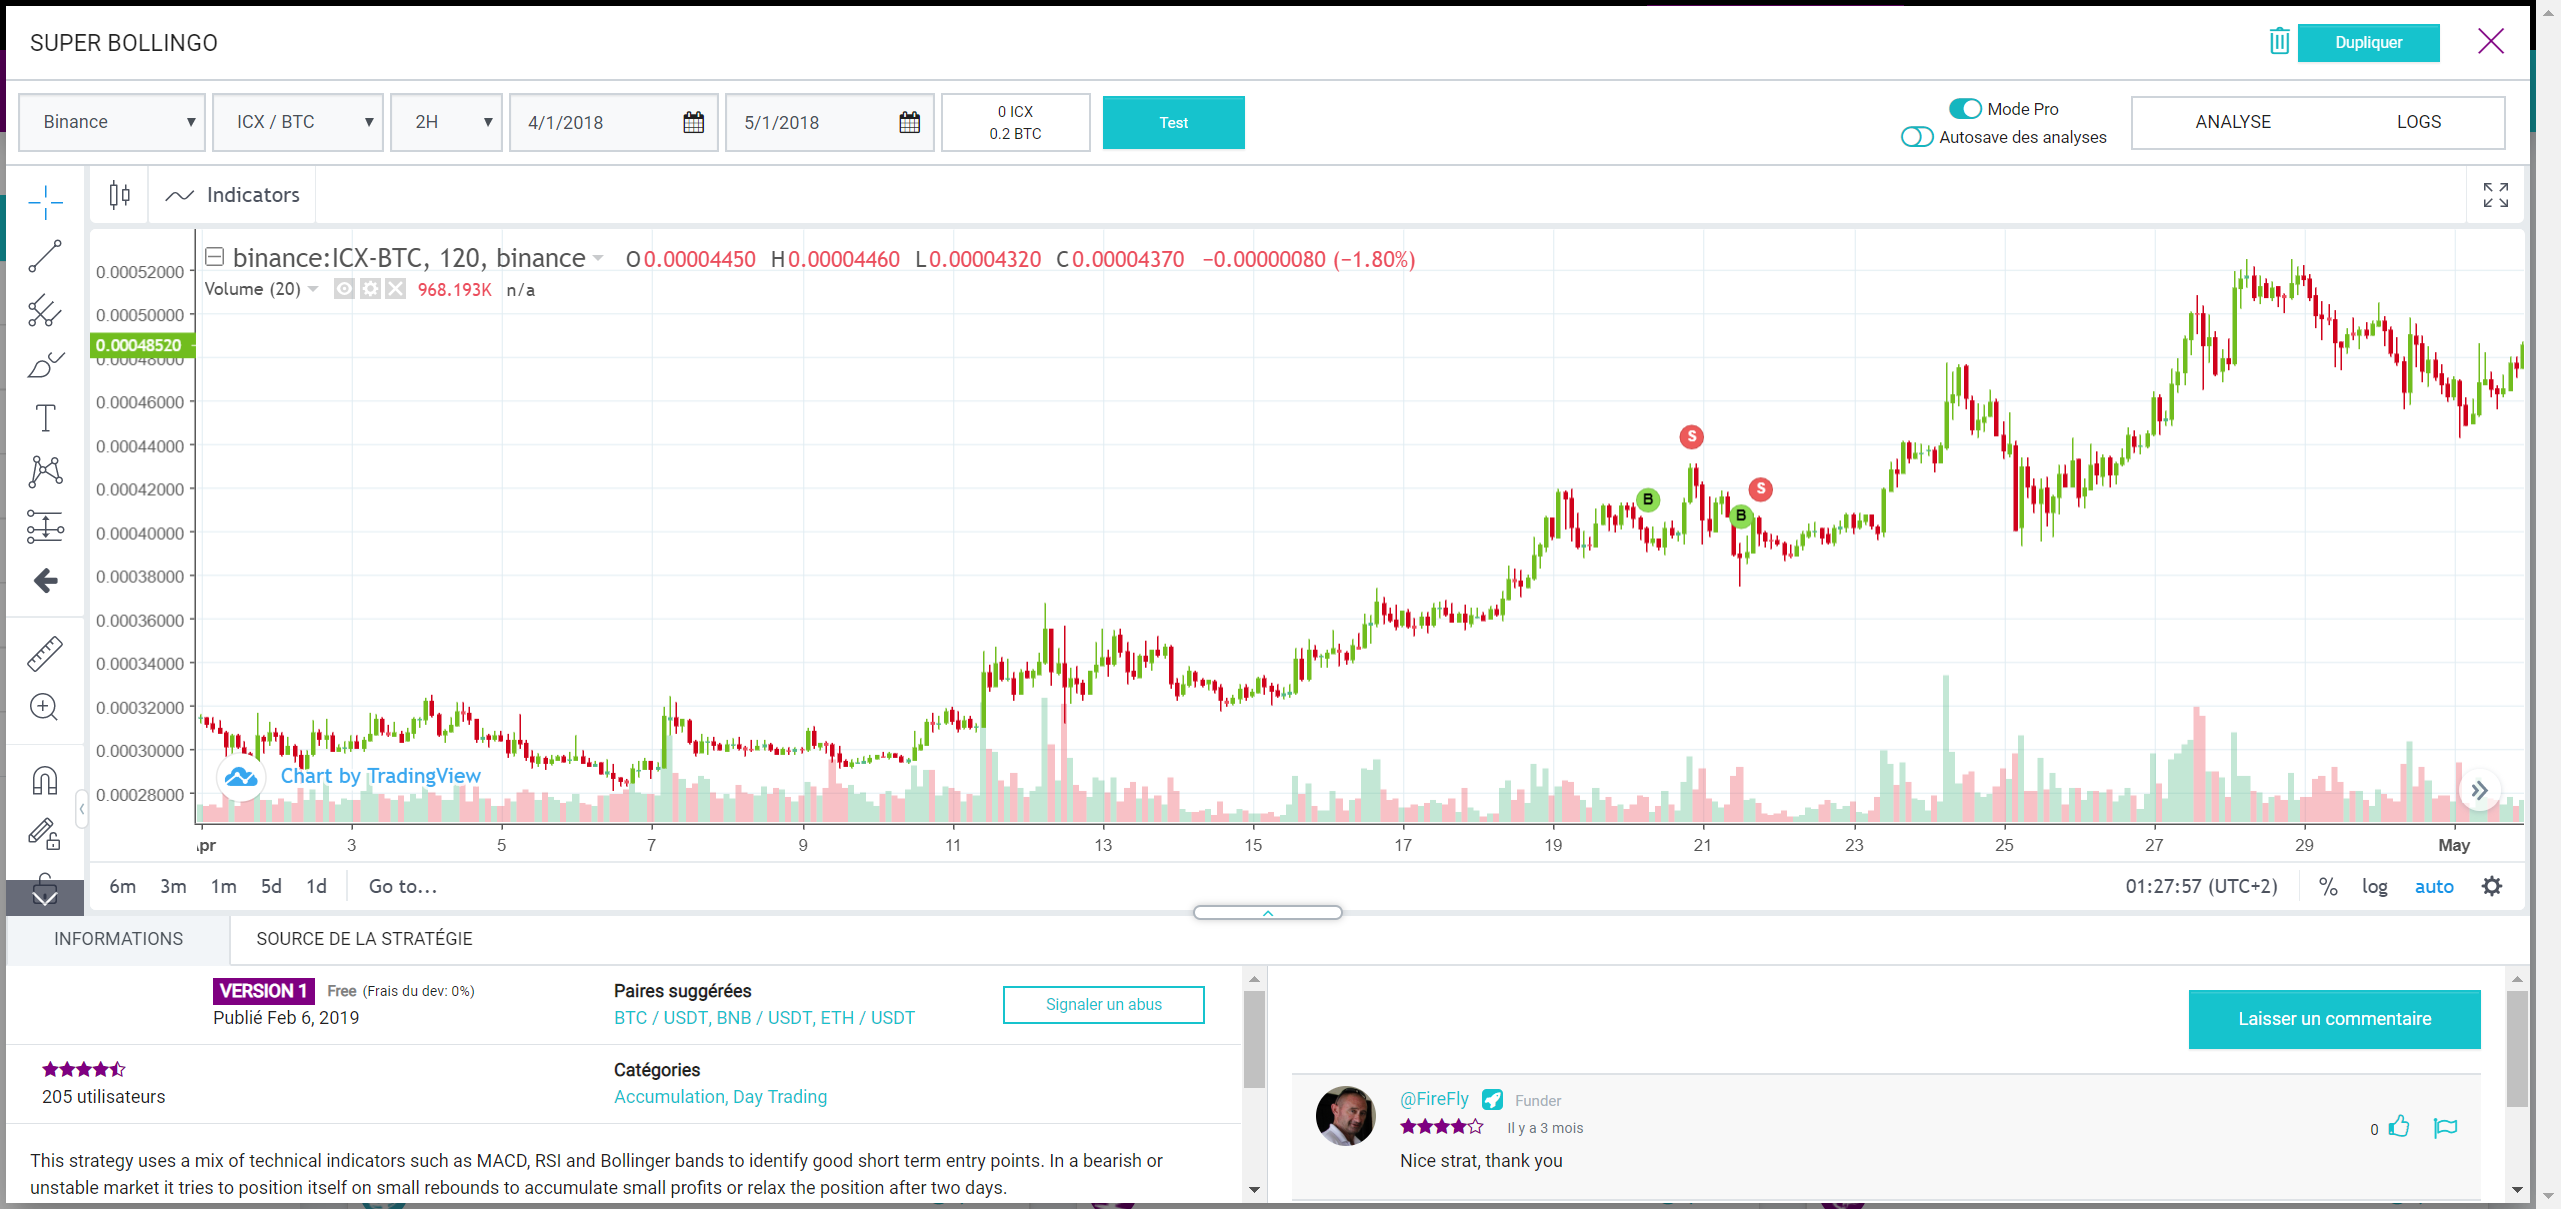 SUPER BOLLINGO
Dupliquer
Binance
ICX / BTC
2H
4/1/2018
5/1/2018
0 ICX
0.2 BTC
Test
Mode Pro
Autosave des analyses
ANALYSE
LOGS
Indicators
binance:ICX-BTC, 120, binance
O0.00004450 H0.00004460 L0.00004320 C0.00004370 −0.00000080 (−1.80%)
Volume (20)
968.193K n/a
0.00052000
0.00050000
0.00048520
0.00048000
0.00046000
0.00044000
0.00042000
0.00040000
0.00038000
0.00036000
0.00034000
0.00032000
0.00030000
0.00028000
S
B
S
B
Chart by TradingView
pr 3 5 7 9 11 13 15 17 19 21 23 25 27 29 May
6m 3m 1m 5d 1d Go to...
01:27:57 (UTC+2) % log auto
INFORMATIONS
SOURCE DE LA STRATÉGIE
VERSION 1 Free (Frais du dev: 0%)
Publié Feb 6, 2019
Paires suggérées
BTC / USDT, BNB / USDT, ETH / USDT
Signaler un abus
205 utilisateurs
Catégories
Accumulation, Day Trading
This strategy uses a mix of technical indicators such as MACD, RSI and Bollinger bands to identify good short term entry points. In a bearish or
unstable market it tries to position itself on small rebounds to accumulate small profits or relax the position after two days.
Laisser un commentaire
@FireFly Funder
Il y a 3 mois
0
Nice strat, thank you